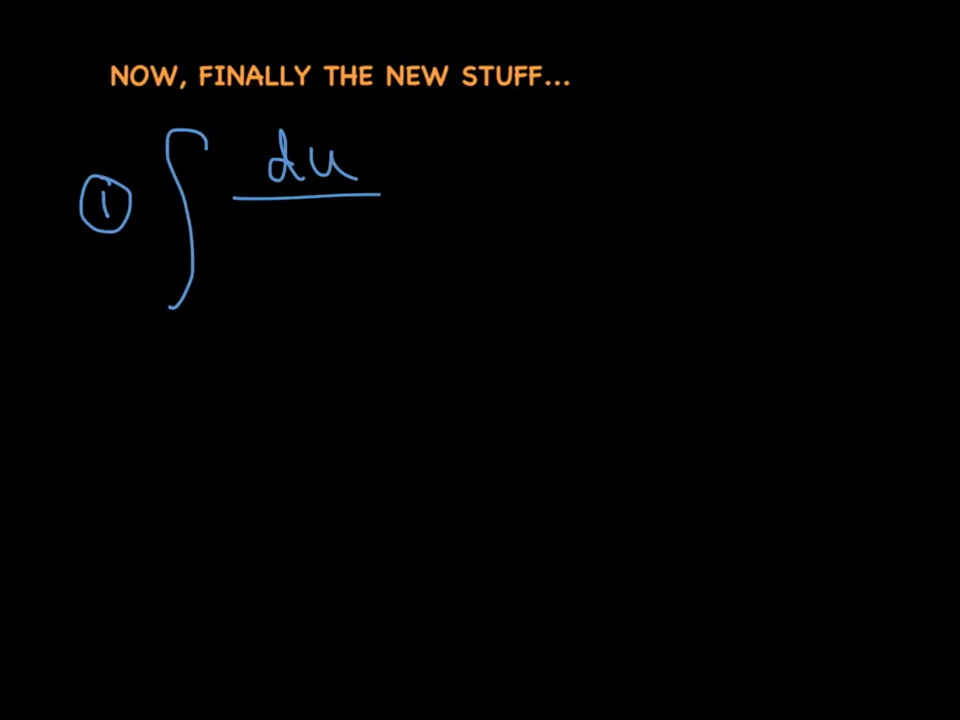 NOW, FINALLY THE NEW STUFF...
① ∫ du